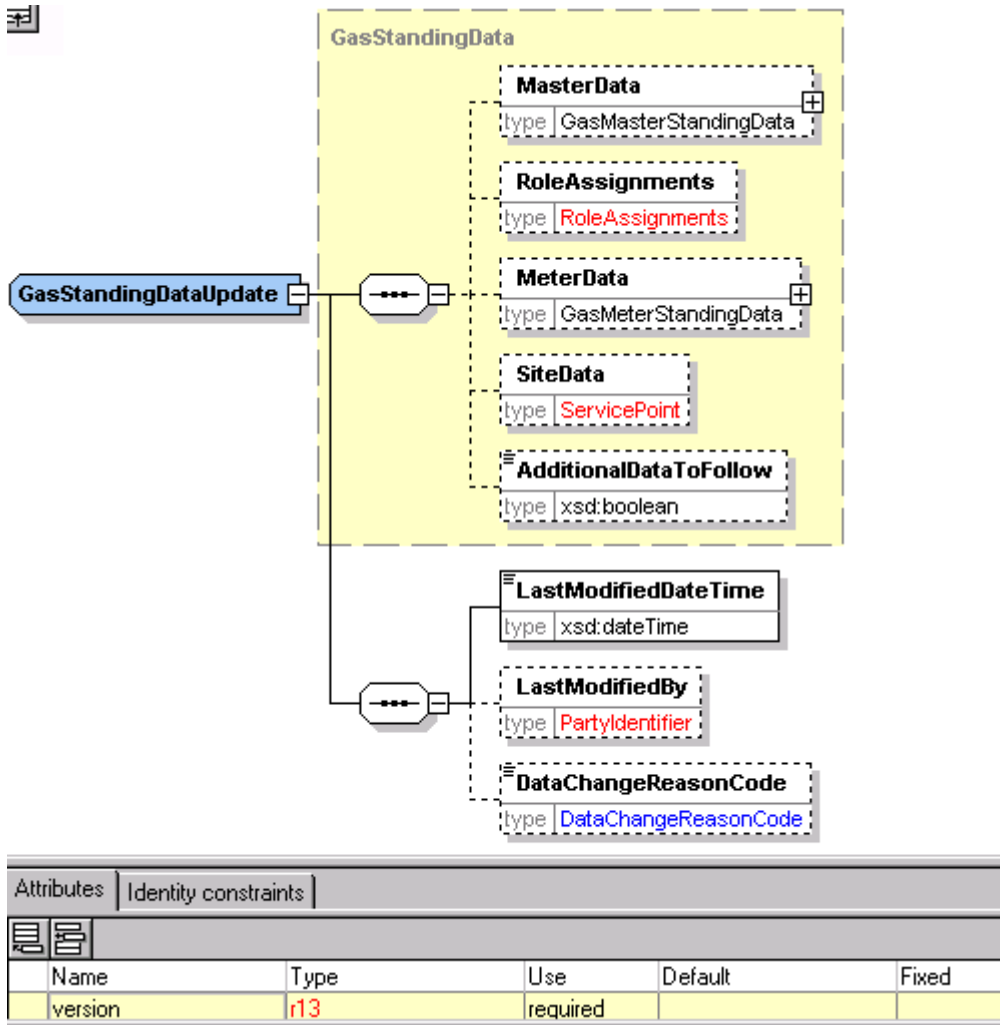 GasStandingData
MasterData
type GasMasterStandingData
RoleAssignments
type RoleAssignments
MeterData
type GasMeterStandingData
GasStandingDataUpdate
SiteData
type ServicePoint
AdditionalDataToFollow
type xsd:boolean
LastModifiedDateTime
type xsd:dateTime
LastModifiedBy
type PartyIdentifier
DataChangeReasonCode
type DataChangeReasonCode
Attributes Identity constraints
Name Type Use Default Fixed
version r13 required